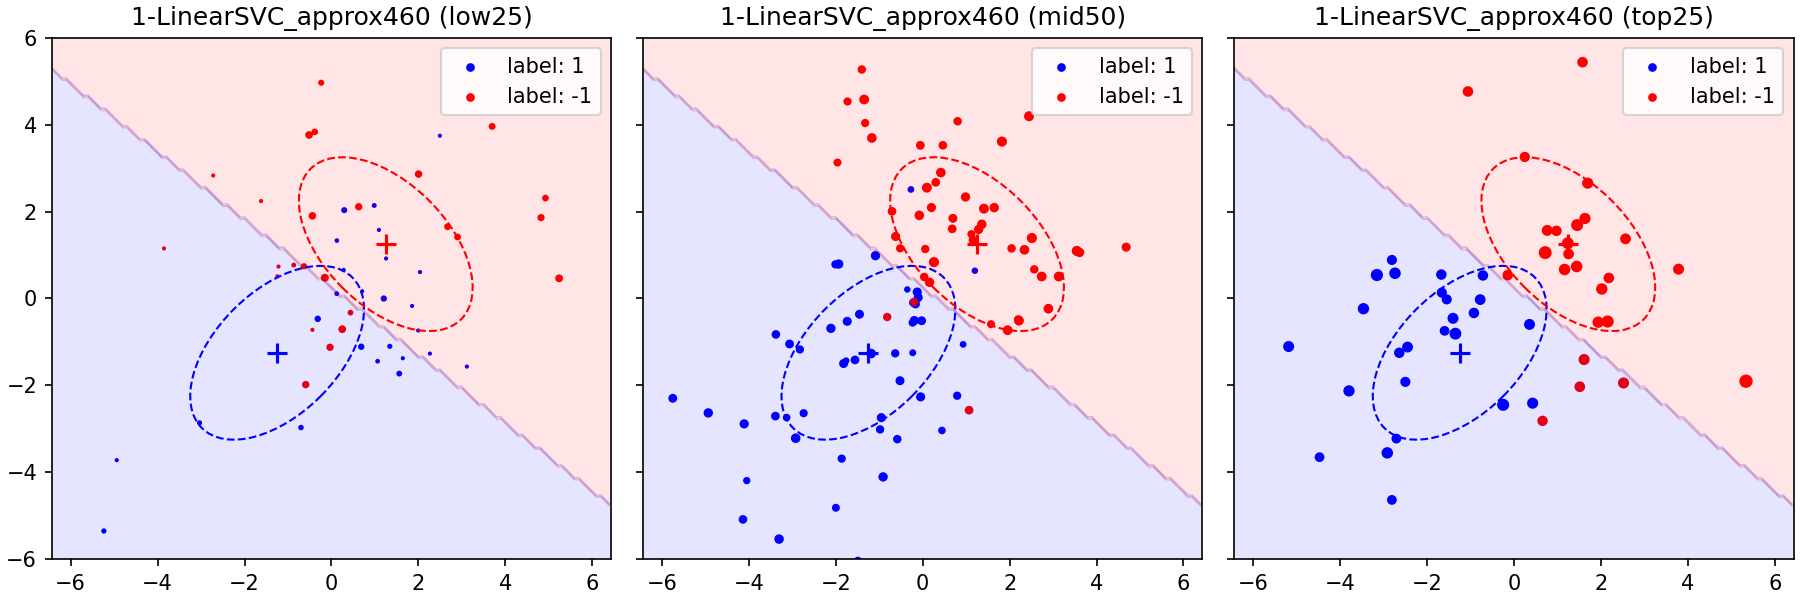 1-LinearSVC_approx460 (low25)
label: 1
label: -1
6
4
2
0
−2
−4
−6
−6 −4 −2 0 2 4 6
1-LinearSVC_approx460 (mid50)
label: 1
label: -1
−6 −4 −2 0 2 4 6
1-LinearSVC_approx460 (top25)
label: 1
label: -1
−6 −4 −2 0 2 4 6